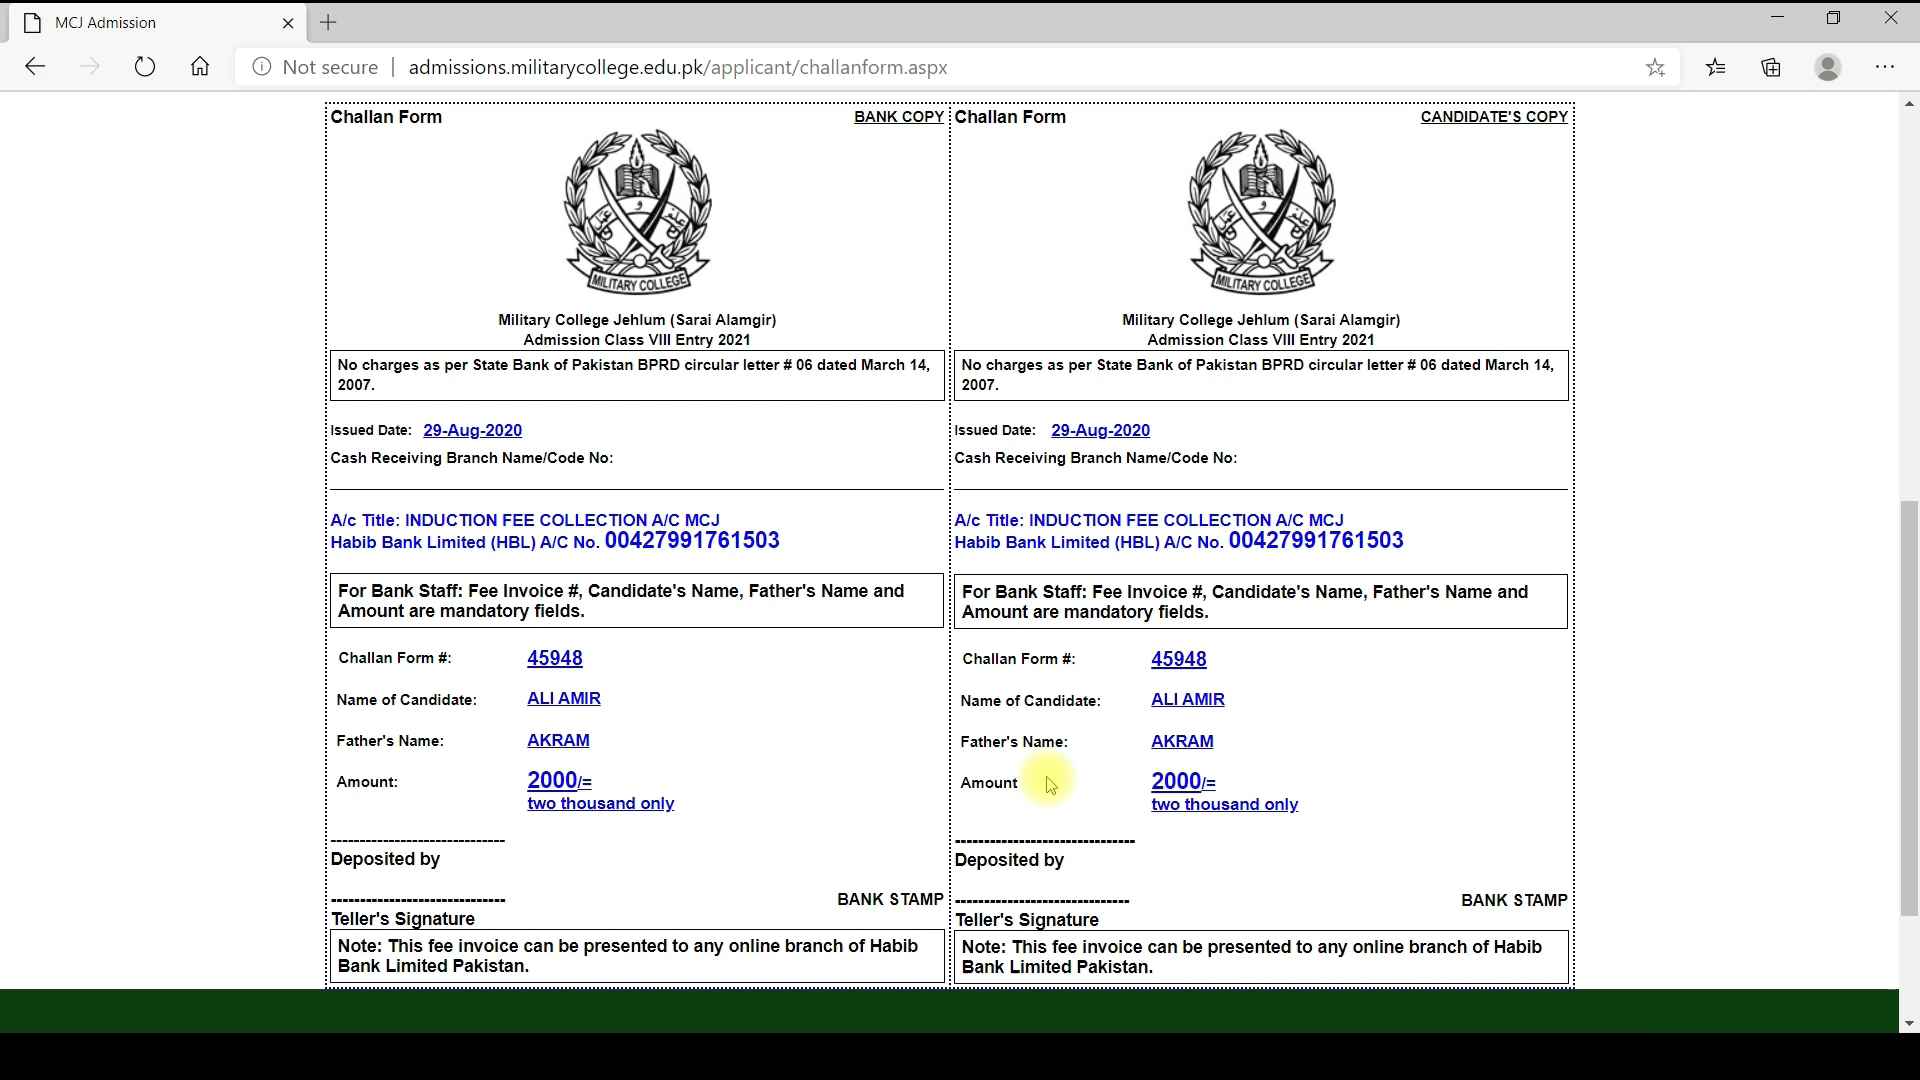 MCJ Admission
Not secure | admissions.militarycollege.edu.pk/applicant/challanform.aspx
Challan Form BANK COPY
MILITARY COLLEGE
Military College Jehlum (Sarai Alamgir)
Admission Class VIII Entry 2021
No charges as per State Bank of Pakistan BPRD circular letter # 06 dated March 14,
2007.
Issued Date: 29-Aug-2020
Cash Receiving Branch Name/Code No:
A/c Title: INDUCTION FEE COLLECTION A/C MCJ
Habib Bank Limited (HBL) A/C No. 00427991761503
For Bank Staff: Fee Invoice #, Candidate's Name, Father's Name and
Amount are mandatory fields.
Challan Form #: 45948
Name of Candidate: ALI AMIR
Father's Name: AKRAM
Amount: 2000/=
two thousand only
------------------------------
Deposited by
------------------------------
BANK STAMP
Teller's Signature
Note: This fee invoice can be presented to any online branch of Habib
Bank Limited Pakistan.
Challan Form CANDIDATE'S COPY
MILITARY COLLEGE
Military College Jehlum (Sarai Alamgir)
Admission Class VIII Entry 2021
No charges as per State Bank of Pakistan BPRD circular letter # 06 dated March 14,
2007.
Issued Date: 29-Aug-2020
Cash Receiving Branch Name/Code No:
A/c Title: INDUCTION FEE COLLECTION A/C MCJ
Habib Bank Limited (HBL) A/C No. 00427991761503
For Bank Staff: Fee Invoice #, Candidate's Name, Father's Name and
Amount are mandatory fields.
Challan Form #: 45948
Name of Candidate: ALI AMIR
Father's Name: AKRAM
Amount 2000/=
two thousand only
-------------------------------
Deposited by
------------------------------
BANK STAMP
Teller's Signature
Note: This fee invoice can be presented to any online branch of Habib
Bank Limited Pakistan.